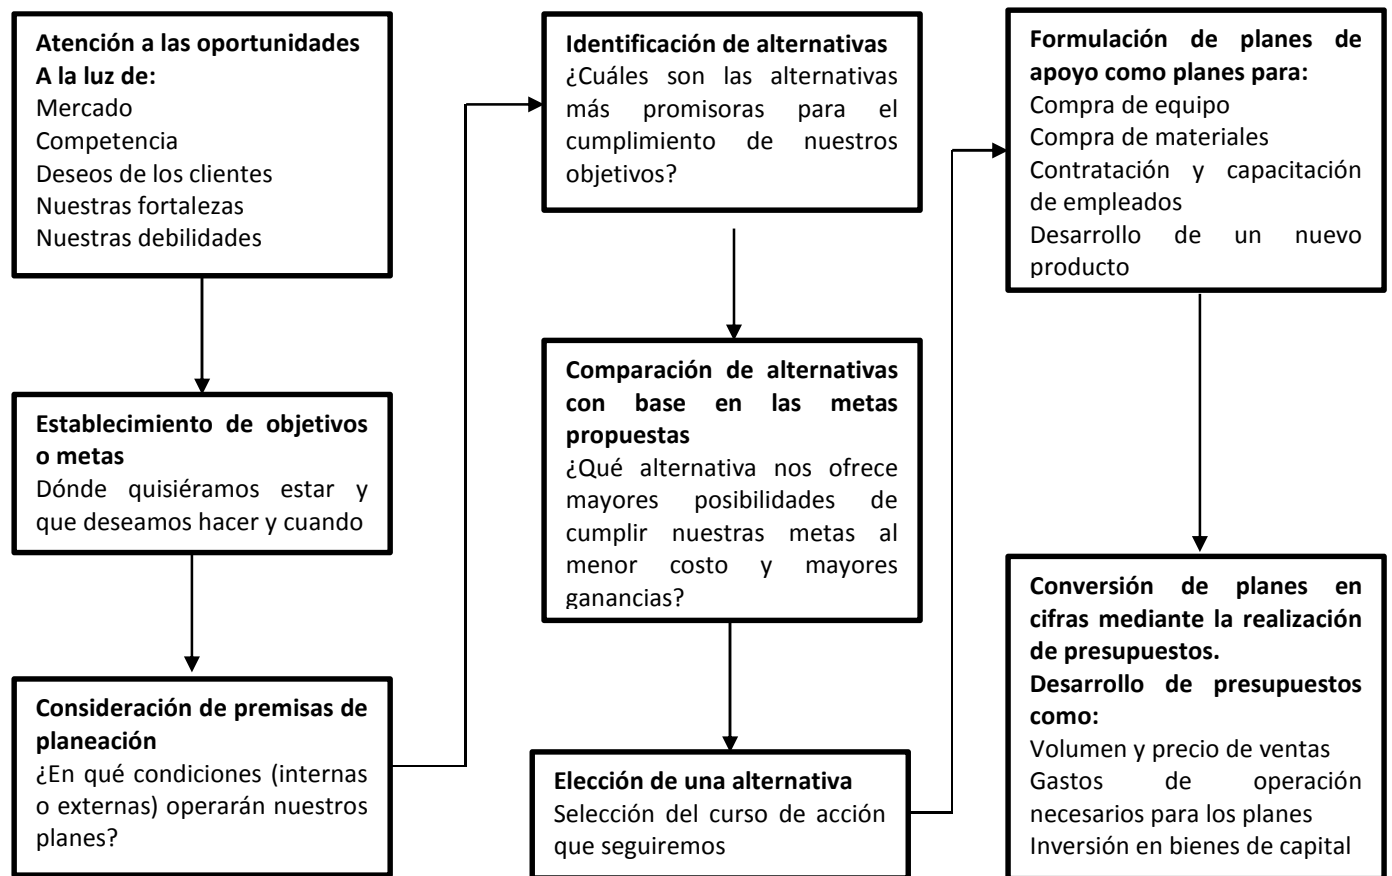 Atención a las oportunidades
A la luz de:
Mercado
Competencia
Deseos de los clientes
Nuestras fortalezas
Nuestras debilidades
Establecimiento de objetivos
o metas
Dónde quisiéramos estar y
que deseamos hacer y cuando
Consideración de premisas de
planeación
¿En qué condiciones (internas
o externas) operarán nuestros
planes?
Identificación de alternativas
¿Cuáles son las alternativas
más promisoras para el
cumplimiento de nuestros
objetivos?
Comparación de alternativas
con base en las metas
propuestas
¿Qué alternativa nos ofrece
mayores posibilidades de
cumplir nuestras metas al
menor costo y mayores
ganancias?
Elección de una alternativa
Selección del curso de acción
que seguiremos
Formulación de planes de
apoyo como planes para:
Compra de equipo
Compra de materiales
Contratación y capacitación
de empleados
Desarrollo de un nuevo
producto
Conversión de planes en
cifras mediante la realización
de presupuestos.
Desarrollo de presupuestos
como:
Volumen y precio de ventas
Gastos de operación
necesarios para los planes
Inversión en bienes de capital